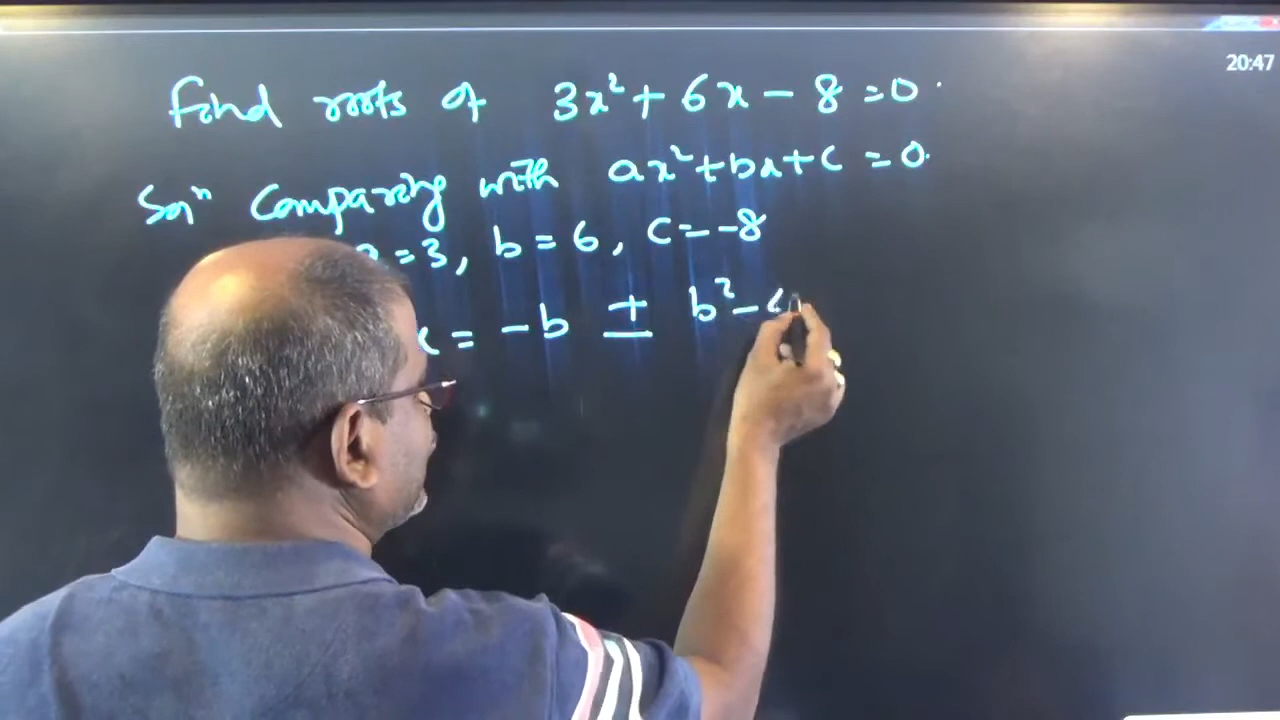 20:47
Find roots of 3x² + 6x - 8 = 0.
Solⁿ Comparing with ax² + bx + c = 0.
a = 3, b = 6, c = -8
x = -b ± b² - 4